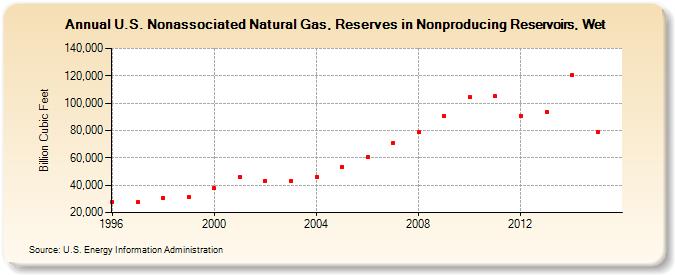 Annual U.S. Nonassociated Natural Gas, Reserves in Nonproducing Reservoirs, Wet
Billion Cubic Feet
140,000
120,000
100,000
80,000
60,000
40,000
20,000
1996 2000 2004 2008 2012
Source: U.S. Energy Information Administration